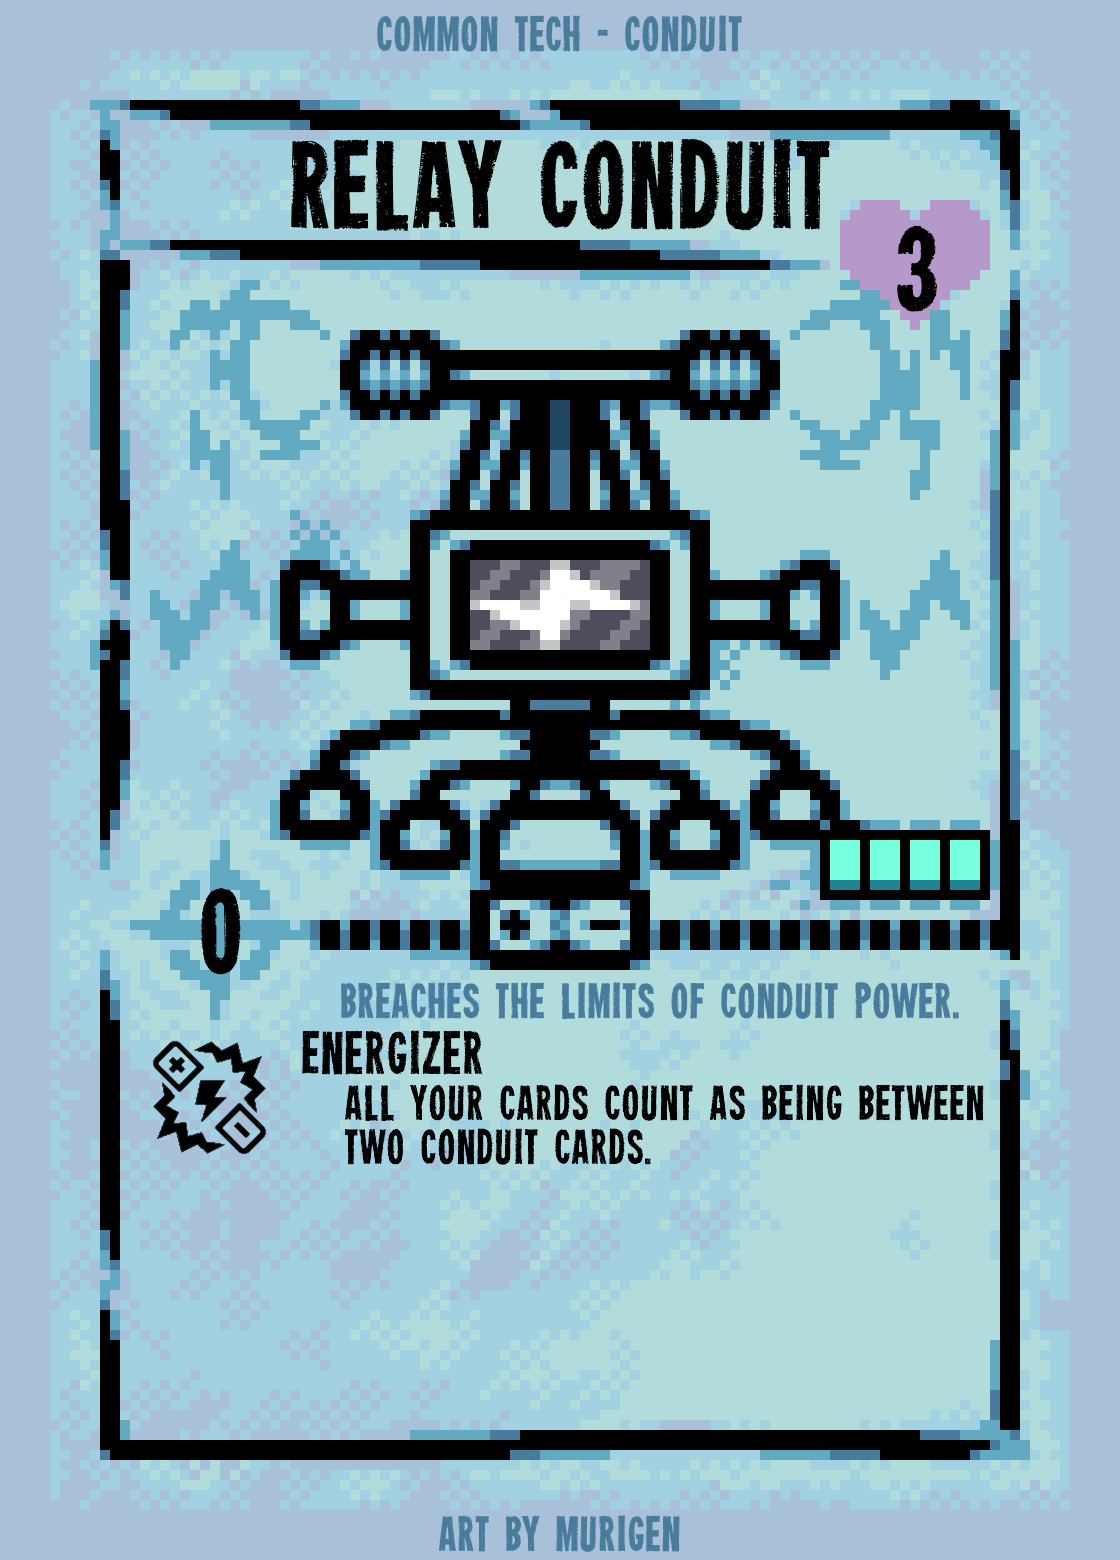 COMMON TECH - CONDUIT
RELAY CONDUIT
3
0
BREACHES THE LIMITS OF CONDUIT POWER.
ENERGIZER
ALL YOUR CARDS COUNT AS BEING BETWEEN
TWO CONDUIT CARDS.
ART BY MURIGEN